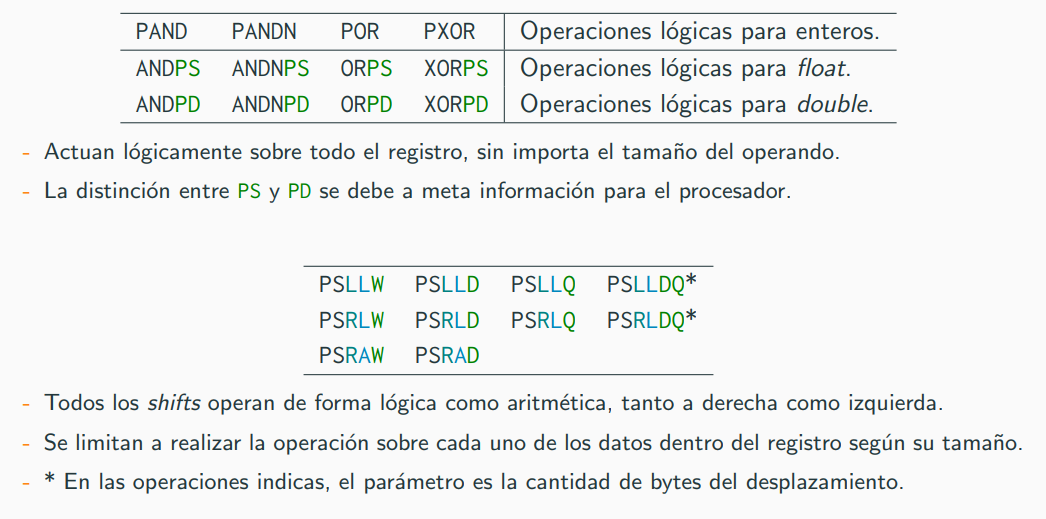 PAND PANDN POR PXOR Operaciones lógicas para enteros.
ANDPS ANDNPS ORPS XORPS Operaciones lógicas para float.
ANDPD ANDNPD ORPD XORPD Operaciones lógicas para double.
- Actuan lógicamente sobre todo el registro, sin importa el tamaño del operando.
- La distinción entre PS y PD se debe a meta información para el procesador.
PSLLW PSLLD PSLLQ PSLLDQ*
PSRLW PSRLD PSRLQ PSRLDQ*
PSRAW PSRAD
- Todos los shifts operan de forma lógica como aritmética, tanto a derecha como izquierda.
- Se limitan a realizar la operación sobre cada uno de los datos dentro del registro según su tamaño.
- * En las operaciones indicas, el parámetro es la cantidad de bytes del desplazamiento.